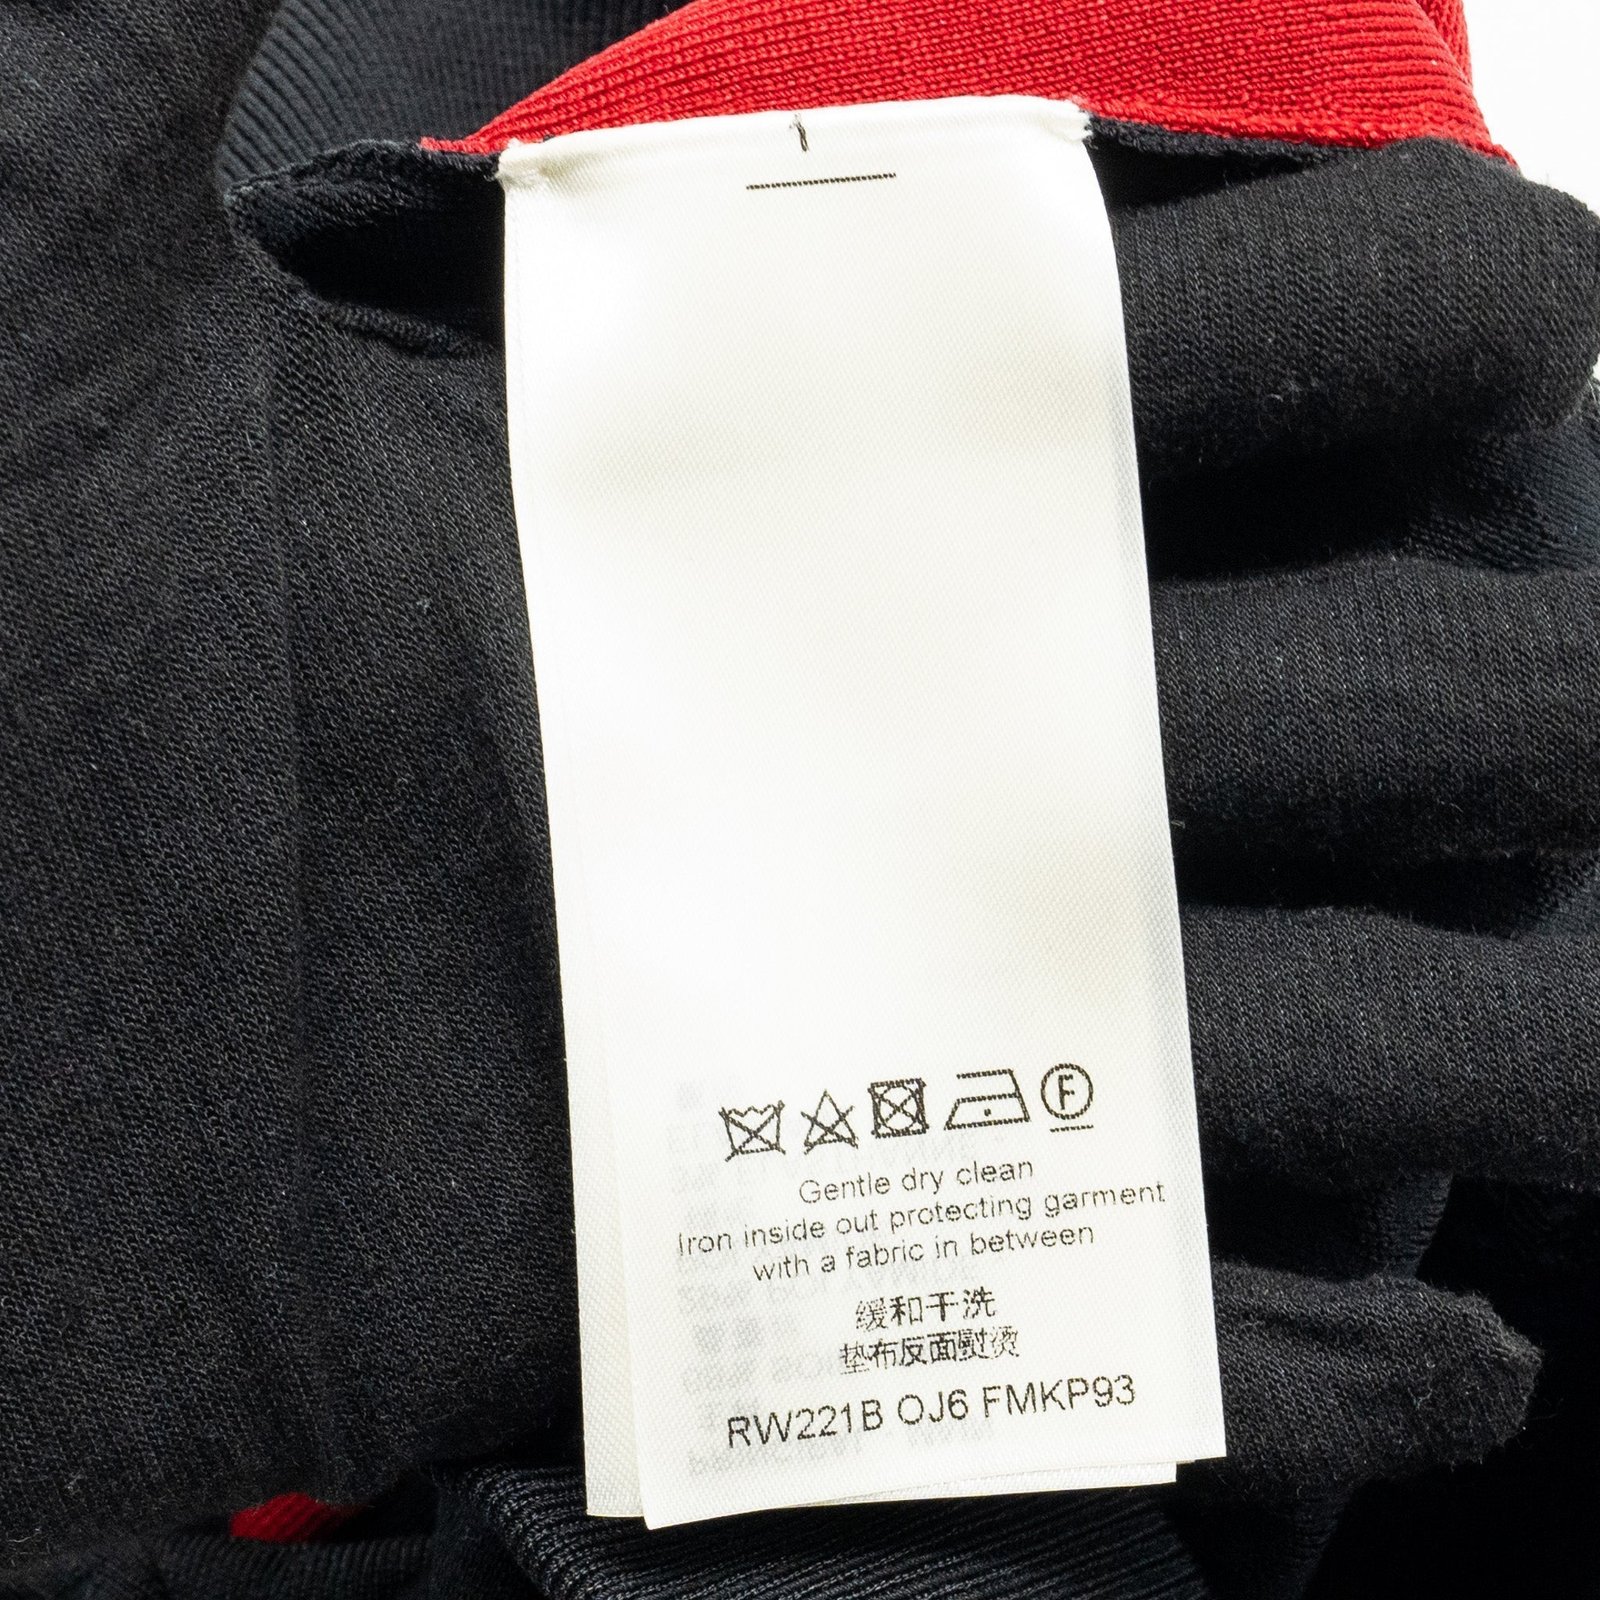 F
Gentle dry clean
Iron inside out protecting garment
with a fabric in between
缓和干洗
垫布反面熨烫
RW221B OJ6 FMKP93